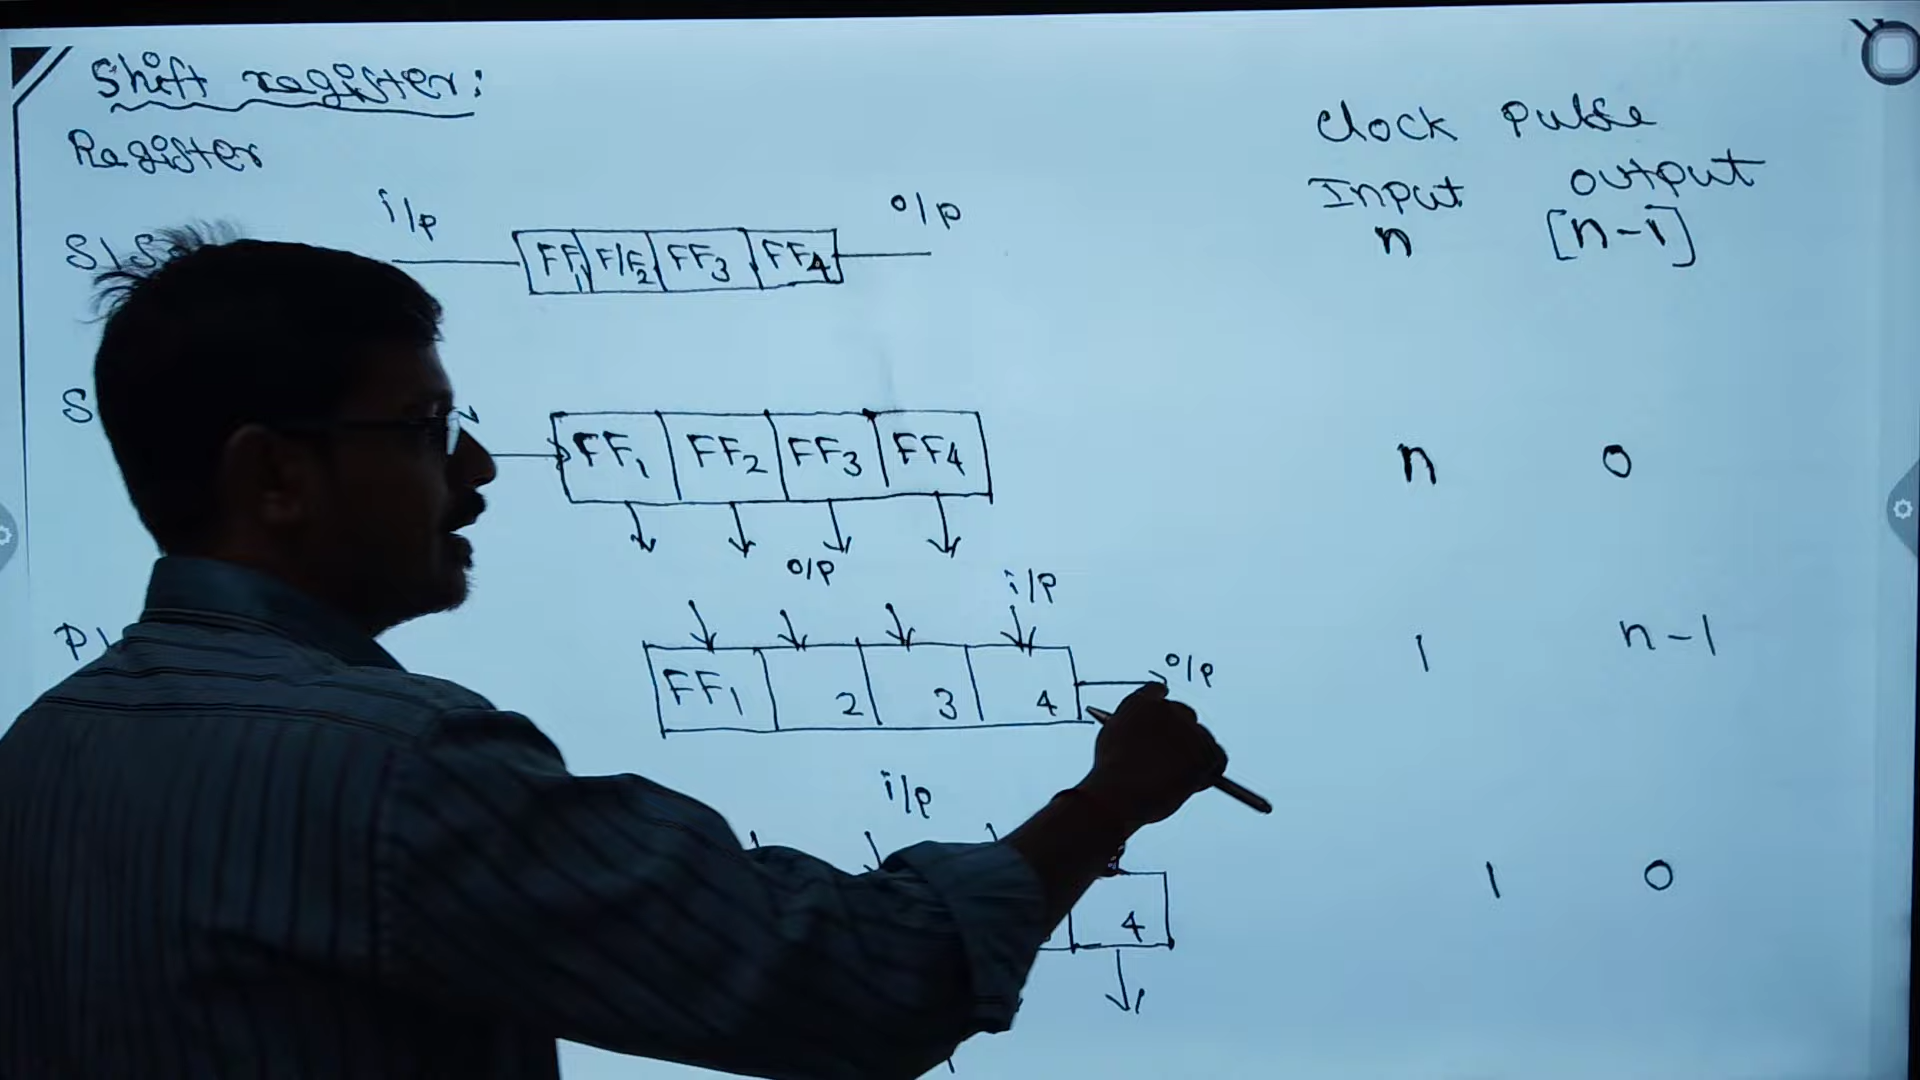 Shift register:
Register
Clock pulse
Input output
n [n-1]
i/p o/p
FF1 F/F2 FF3 FF4
FF1 FF2 FF3 FF4
n 0
o/p
i/p
FF1 2 3 4
o/p
1 n-1
i/p
4
1 0